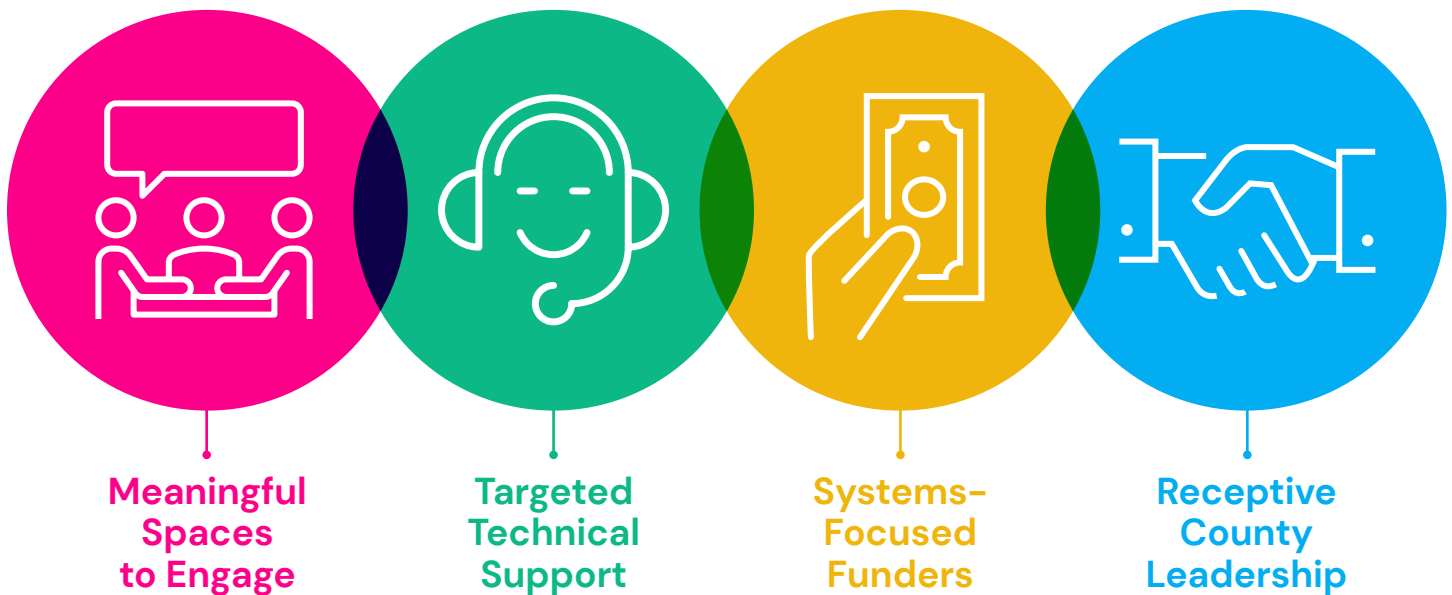 Meaningful
Spaces
to Engage
Targeted
Technical
Support
Systems-
Focused
Funders
Receptive
County
Leadership